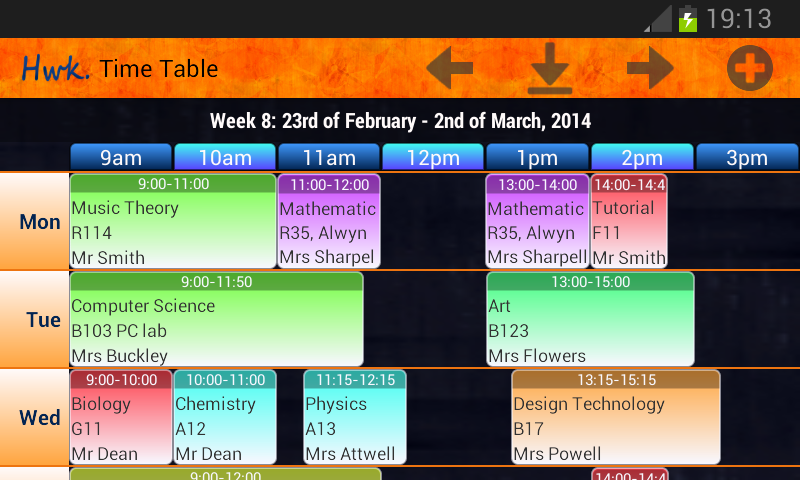 19:13
Hwk. Time Table
Week 8: 23rd of February - 2nd of March, 2014
9am 10am 11am 12pm 1pm 2pm 3pm
Mon
9:00-11:00
Music Theory
R114
Mr Smith
11:00-12:00
Mathematic
R35, Alwyn
Mrs Sharpel
13:00-14:00
Mathematic
R35, Alwyn
Mrs Sharpell
14:00-14:4
Tutorial
F11
Mr Smith
Tue
9:00-11:50
Computer Science
B103 PC lab
Mrs Buckley
13:00-15:00
Art
B123
Mrs Flowers
Wed
9:00-10:00
Biology
G11
Mr Dean
10:00-11:00
Chemistry
A12
Mr Dean
11:15-12:15
Physics
A13
Mrs Attwell
13:15-15:15
Design Technology
B17
Mrs Powell
9:00-12:00
14:00-14:4